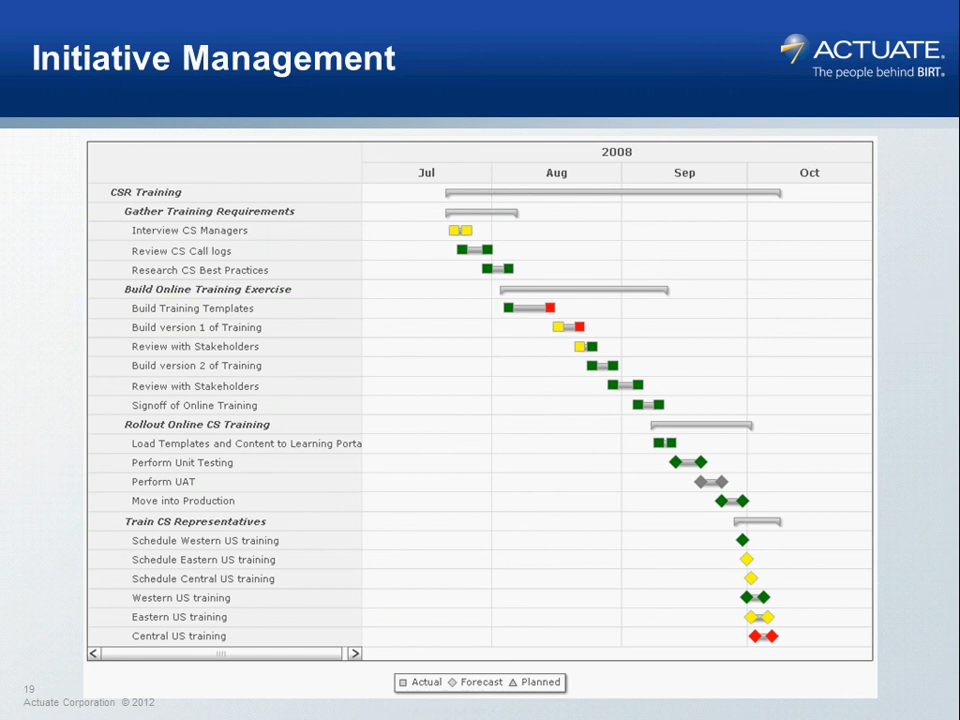 Initiative Management
ACTUATE.
The people behind BIRT.
2008
Jul Aug Sep Oct
CSR Training
Gather Training Requirements
Interview CS Managers
Review CS Call logs
Research CS Best Practices
Build Online Training Exercise
Build Training Templates
Build version 1 of Training
Review with Stakeholders
Build version 2 of Training
Review with Stakeholders
Signoff of Online Training
Rollout Online CS Training
Load Templates and Content to Learning Porta
Perform Unit Testing
Perform UAT
Move into Production
Train CS Representatives
Schedule Western US training
Schedule Eastern US training
Schedule Central US training
Western US training
Eastern US training
Central US training
Actual Forecast Planned
19
Actuate Corporation © 2012